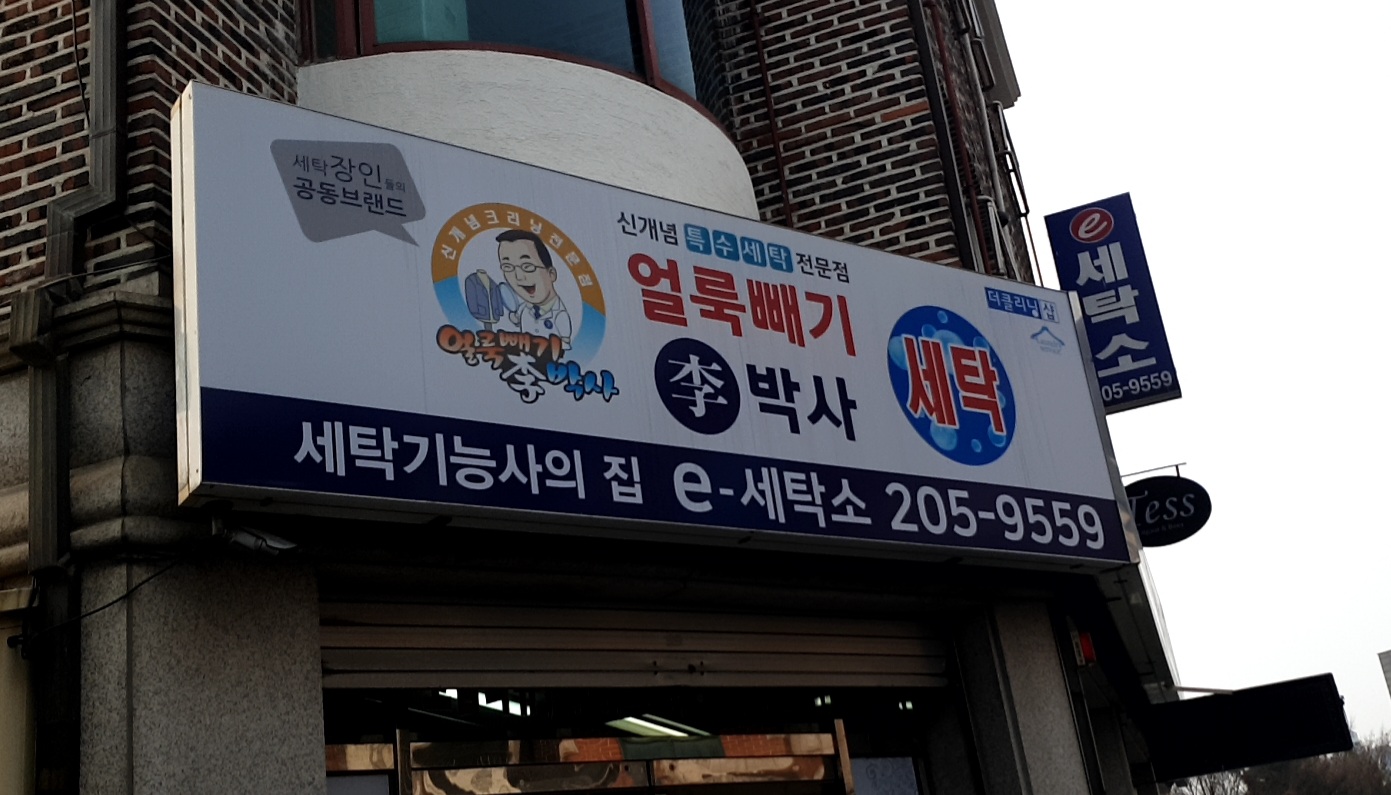 세탁장인들의
공동브랜드
신개념크리닝전문점
얼룩빼기
李박사
신개념 특수세탁 전문점
얼룩빼기
李 박사
세탁
더클리닝샵
세탁기능사의 집 e-세탁소 205-9559
e
세탁소
05-9559
Tess